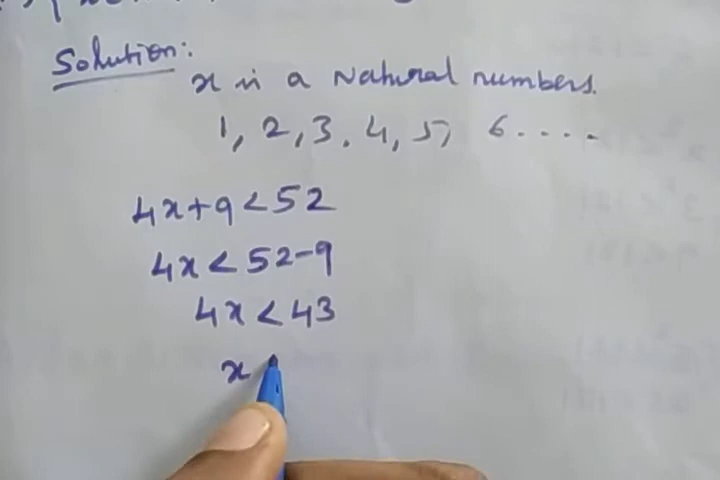 Solution:
x is a Natural numbers.
1, 2, 3, 4, 5, 6....
4x+9<52
4x<52-9
4x<43
x